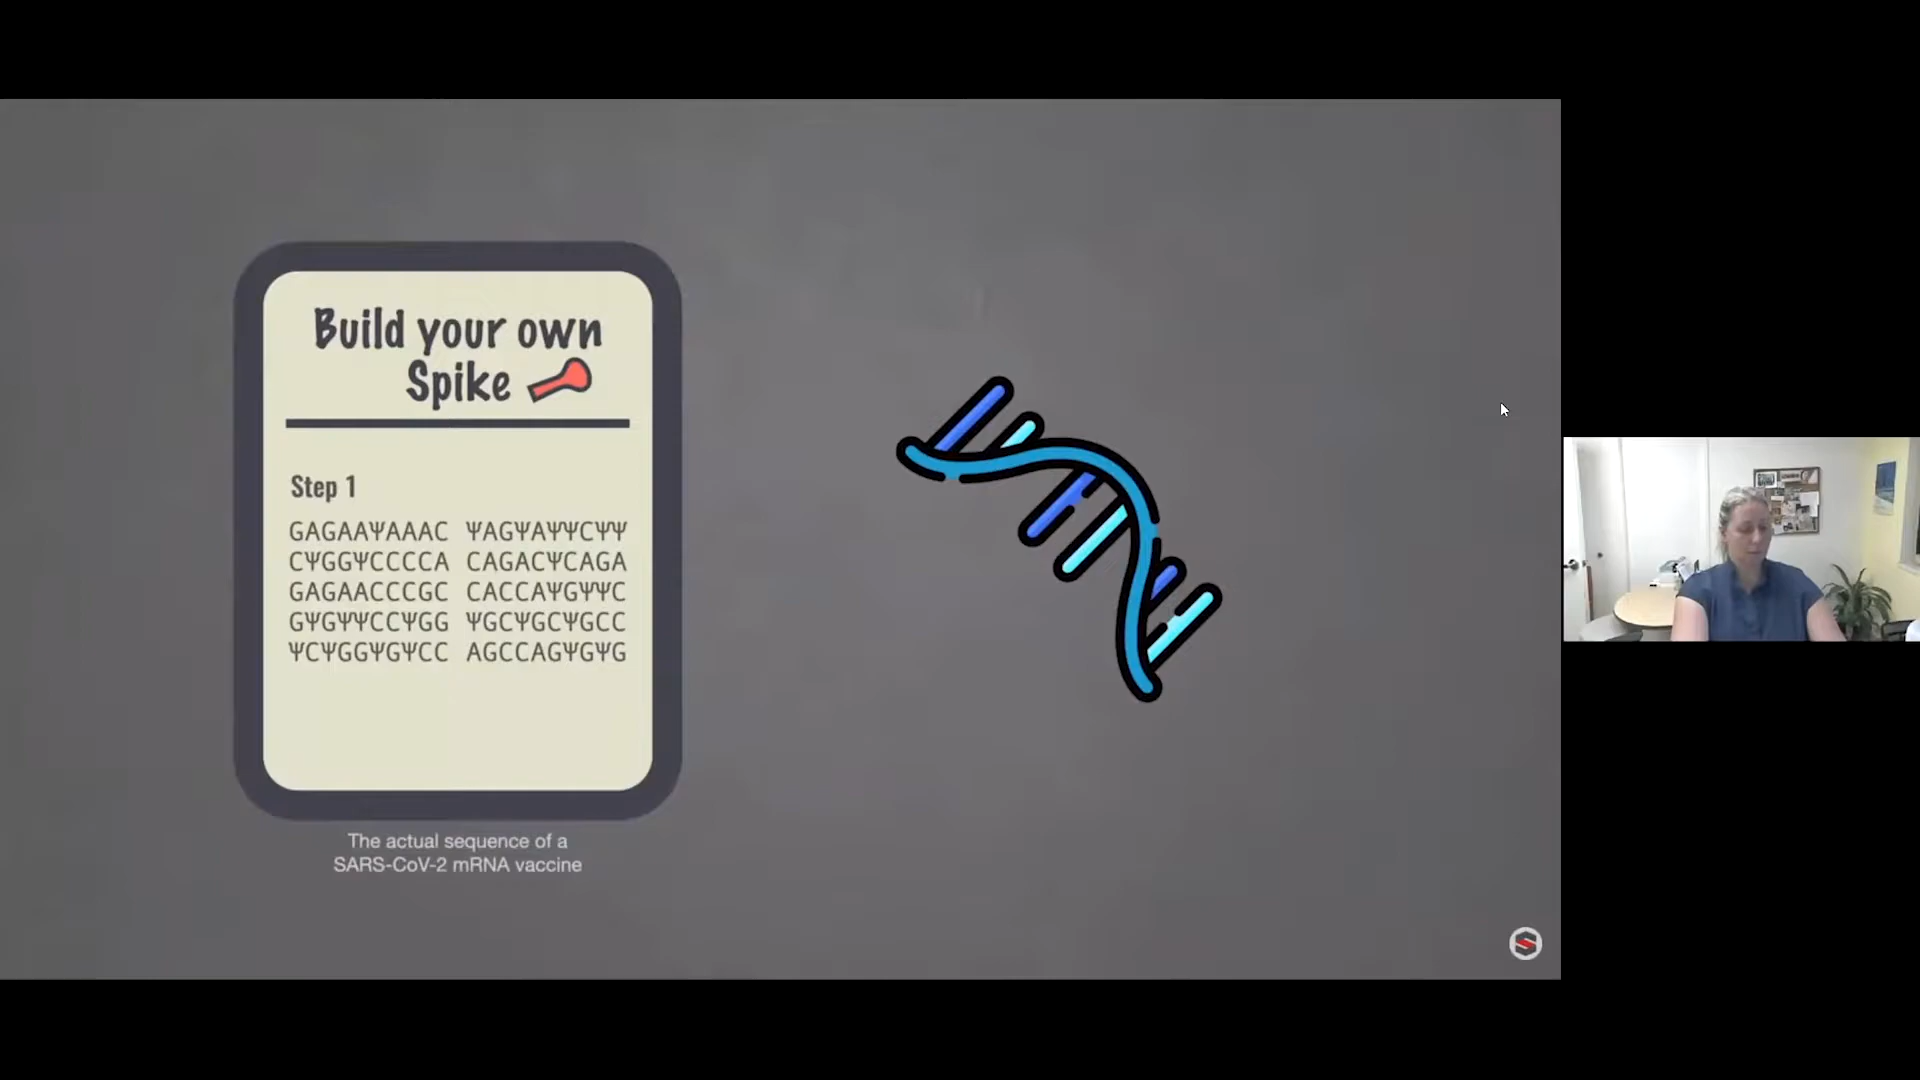 Build your own
Spike
Step 1
GAGAAΨAAAC ΨAGΨAΨΨCΨΨ
CΨGGΨCCCCA CAGACΨCAGA
GAGAACCCGC CACCAΨGΨΨC
GΨGΨΨCCΨGG ΨGCΨGCΨGCC
ΨCΨGGΨGΨCC AGCCAGΨGΨG
The actual sequence of a
SARS-CoV-2 mRNA vaccine